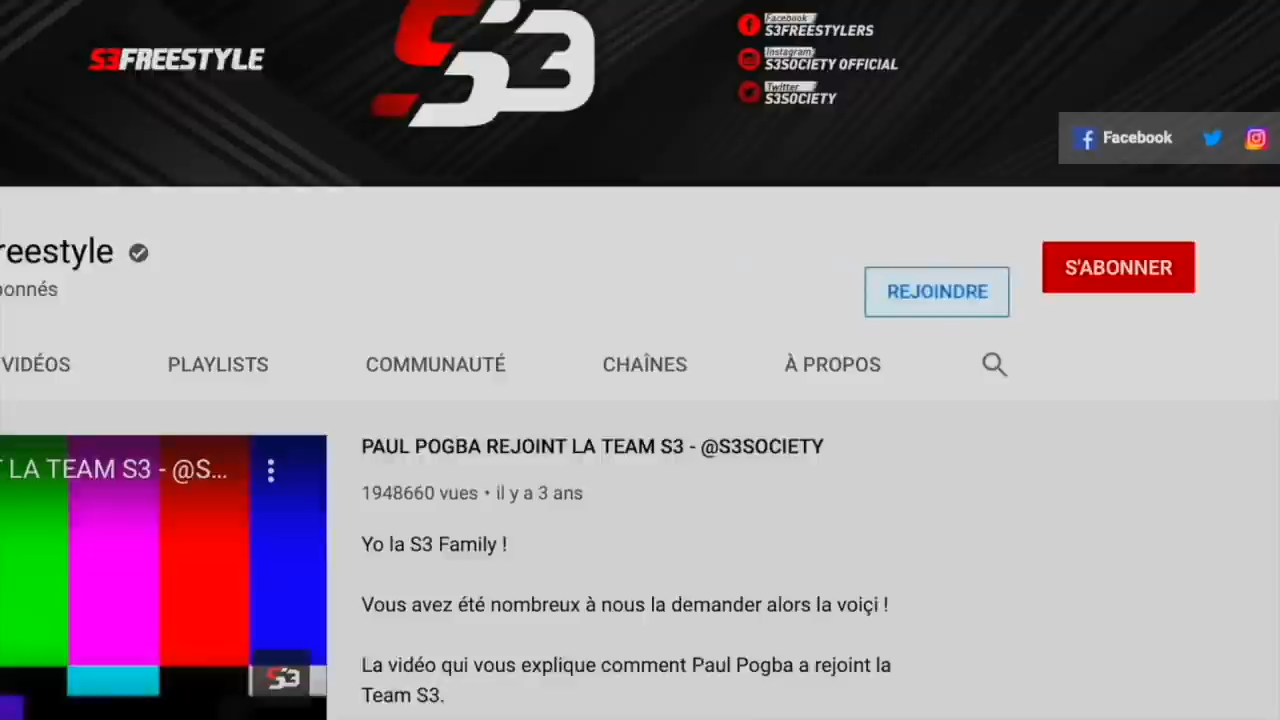 S3
Facebook
S3FREESTYLERS
S3FREESTYLE
Instagram
S3SOCIETY OFFICIAL
Twitter
S3SOCIETY
Facebook
reestyle
onnés
REJOINDRE
S'ABONNER
VIDÉOS PLAYLISTS COMMUNAUTÉ CHAÎNES À PROPOS
LA TEAM S3 - @S...
PAUL POGBA REJOINT LA TEAM S3 - @S3SOCIETY
1948660 vues • il y a 3 ans
Yo la S3 Family !
Vous avez été nombreux à nous la demander alors la voiçi !
La vidéo qui vous explique comment Paul Pogba a rejoint la
Team S3.
S3